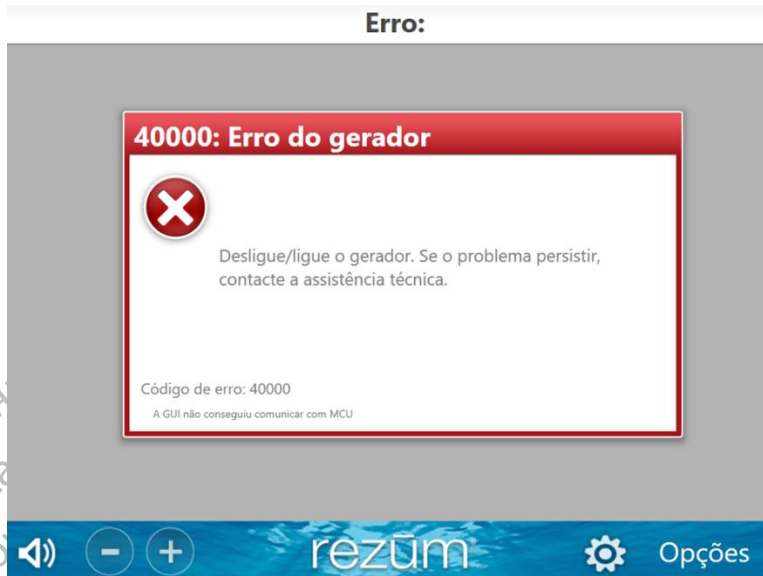 Erro:
40000: Erro do gerador
Desligue/ligue o gerador. Se o problema persistir,
contacte a assistência técnica.
Código de erro: 40000
A GUI não conseguiu comunicar com MCU
rezūm
Opções